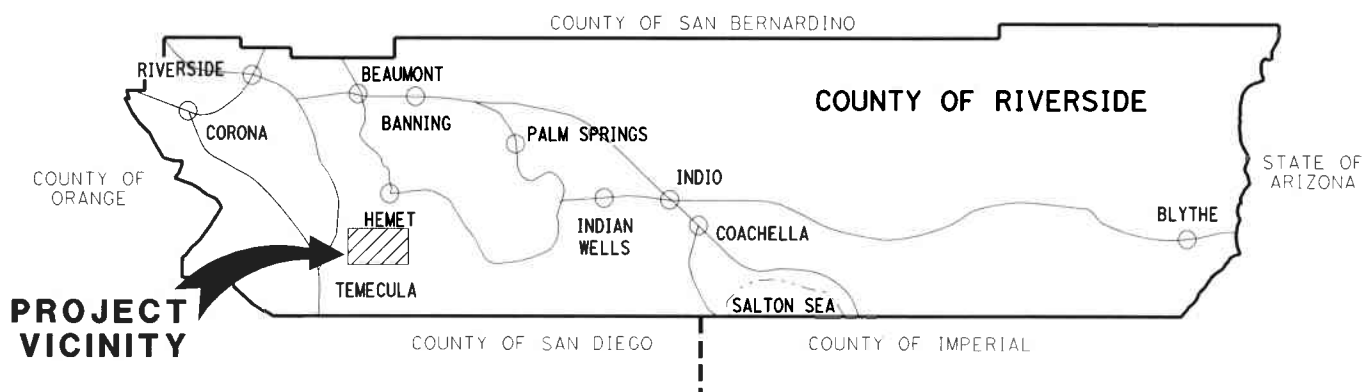 COUNTY OF SAN BERNARDINO
RIVERSIDE
BEAUMONT
COUNTY OF RIVERSIDE
CORONA
BANNING
PALM SPRINGS
COUNTY OF
ORANGE
STATE OF
ARIZONA
INDIO
HEMET
INDIAN
WELLS
COACHELLA
BLYTHE
TEMECULA
SALTON SEA
PROJECT
VICINITY
COUNTY OF SAN DIEGO
COUNTY OF IMPERIAL